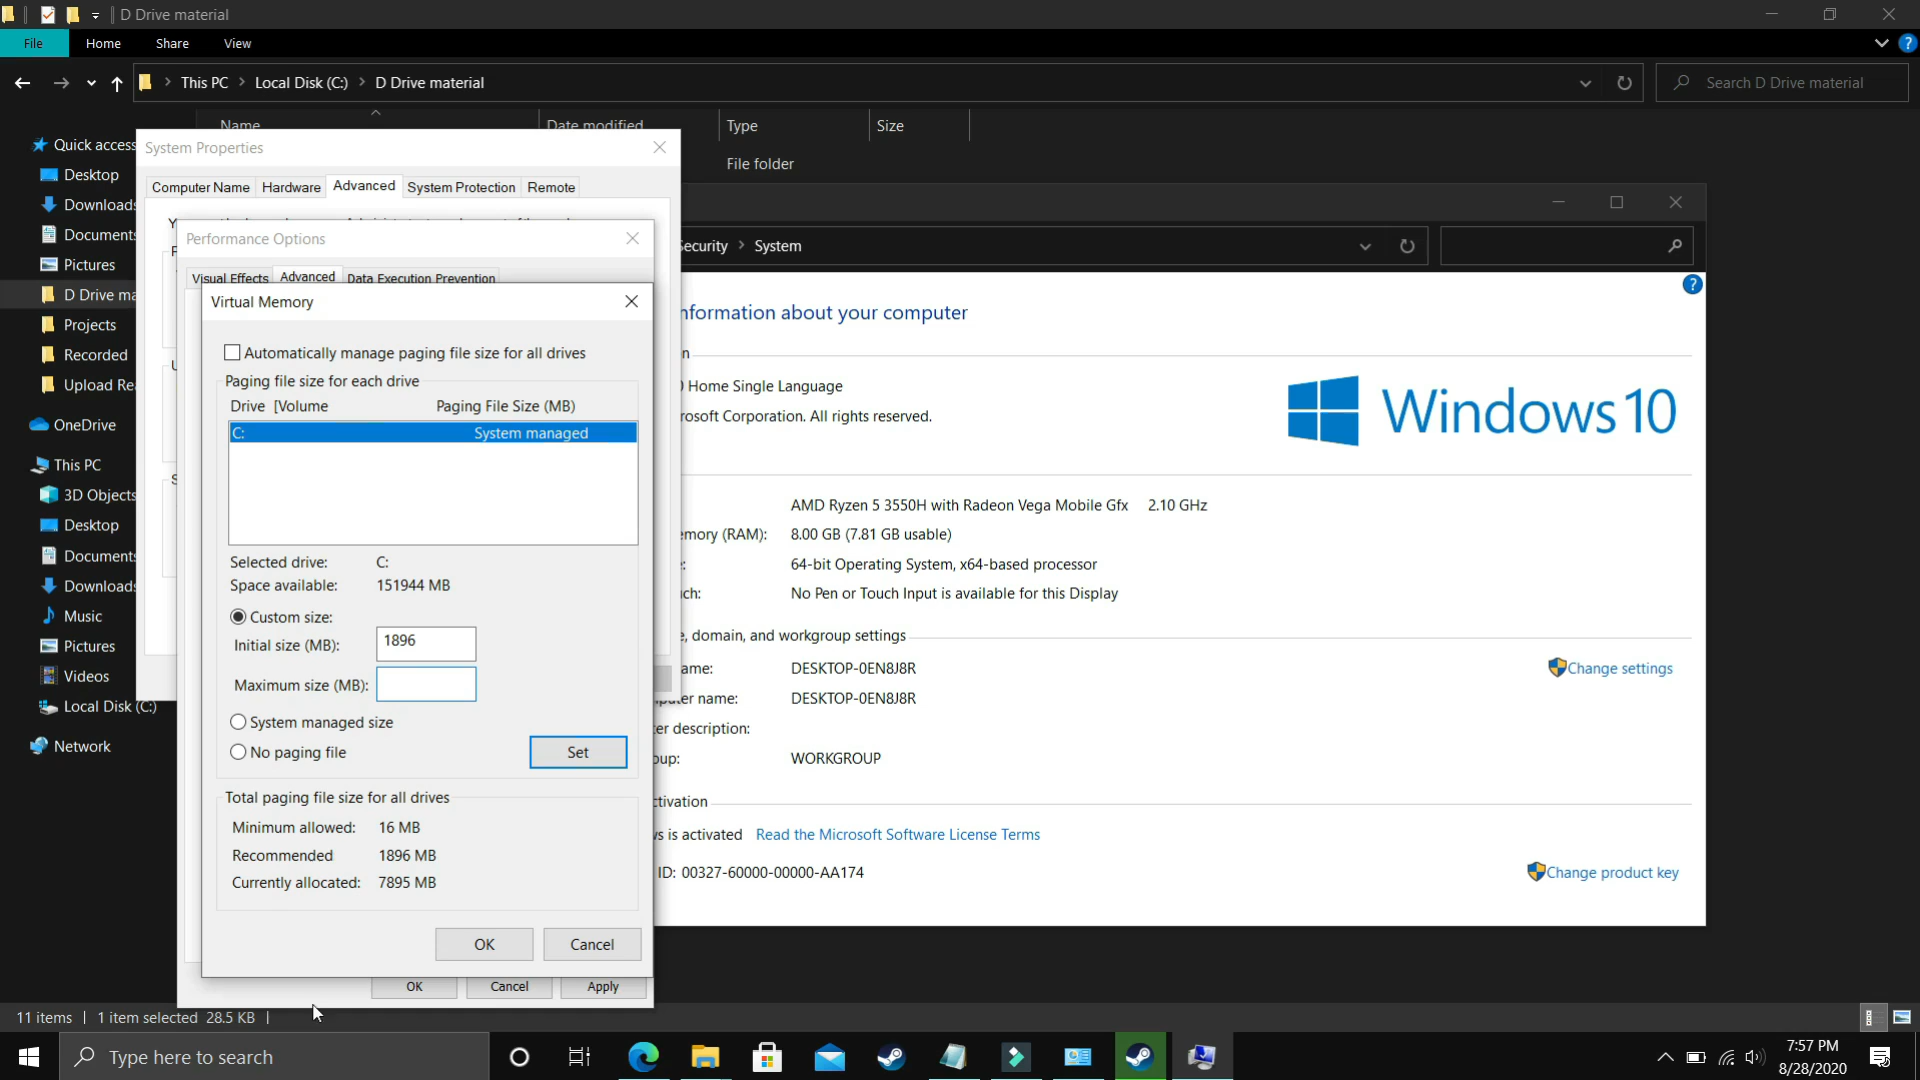 D Drive material
File Home Share View
This PC Local Disk (C:) D Drive material
Search D Drive material
Name Date modified Type Size
File folder
Quick access
Desktop
Downloads
Documents
Pictures
D Drive ma
Projects
Recorded
Upload Rea
OneDrive
This PC
3D Objects
Desktop
Documents
Downloads
Music
Pictures
Videos
Local Disk (C:)
Network
System Properties
Computer Name Hardware Advanced System Protection Remote
Performance Options
Visual Effects Advanced Data Execution Prevention
Virtual Memory
Automatically manage paging file size for all drives
Paging file size for each drive
Drive [Volume Paging File Size (MB)
C: System managed
Selected drive: C:
Space available: 151944 MB
Custom size:
Initial size (MB): 1896
Maximum size (MB):
System managed size
No paging file
Set
Total paging file size for all drives
Minimum allowed: 16 MB
Recommended 1896 MB
Currently allocated: 7895 MB
OK Cancel
OK Cancel Apply
Security System
nformation about your computer
n
0 Home Single Language
rosoft Corporation. All rights reserved.
Windows 10
AMD Ryzen 5 3550H with Radeon Vega Mobile Gfx 2.10 GHz
emory (RAM): 8.00 GB (7.81 GB usable)
e: 64-bit Operating System, x64-based processor
uch: No Pen or Touch Input is available for this Display
e, domain, and workgroup settings
ame: DESKTOP-0EN8J8R
Change settings
puter name: DESKTOP-0EN8J8R
ter description:
oup: WORKGROUP
ctivation
ws is activated Read the Microsoft Software License Terms
ID: 00327-60000-00000-AA174
Change product key
11 items 1 item selected 28.5 KB
Type here to search
7:57 PM
8/28/2020